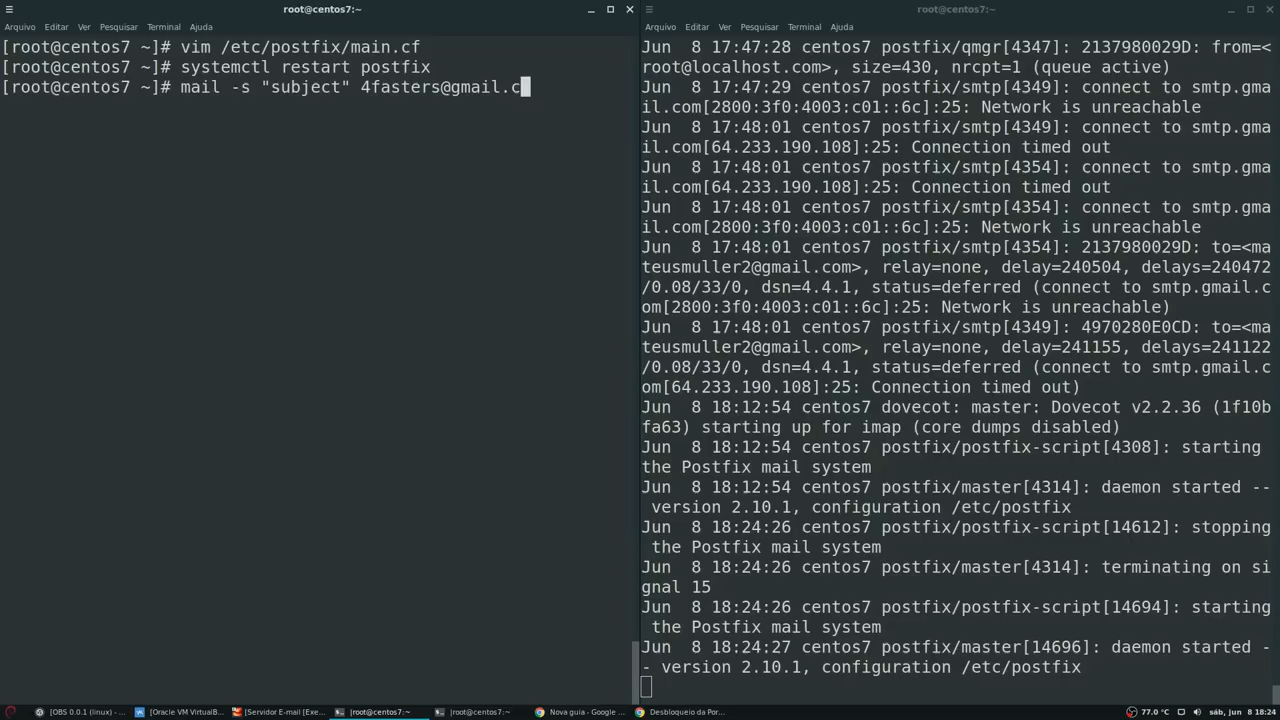 root@centos7:~
Arquivo Editar Ver Pesquisar Terminal Ajuda
[root@centos7 ~]# vim /etc/postfix/main.cf
[root@centos7 ~]# systemctl restart postfix
[root@centos7 ~]# mail -s "subject" 4fasters@gmail.c
root@centos7:~
Arquivo Editar Ver Pesquisar Terminal Ajuda
Jun  8 17:47:28 centos7 postfix/qmgr[4347]: 2137980029D: from=<
root@localhost.com>, size=430, nrcpt=1 (queue active)
Jun  8 17:47:29 centos7 postfix/smtp[4349]: connect to smtp.gma
il.com[2800:3f0:4003:c01::6c]:25: Network is unreachable
Jun  8 17:48:01 centos7 postfix/smtp[4349]: connect to smtp.gma
il.com[64.233.190.108]:25: Connection timed out
Jun  8 17:48:01 centos7 postfix/smtp[4354]: connect to smtp.gma
il.com[64.233.190.108]:25: Connection timed out
Jun  8 17:48:01 centos7 postfix/smtp[4354]: connect to smtp.gma
il.com[2800:3f0:4003:c01::6c]:25: Network is unreachable
Jun  8 17:48:01 centos7 postfix/smtp[4354]: 2137980029D: to=<ma
teusmuller2@gmail.com>, relay=none, delay=240504, delays=240472
/0.08/33/0, dsn=4.4.1, status=deferred (connect to smtp.gmail.c
om[2800:3f0:4003:c01::6c]:25: Network is unreachable)
Jun  8 17:48:01 centos7 postfix/smtp[4349]: 4970280E0CD: to=<ma
teusmuller2@gmail.com>, relay=none, delay=241155, delays=241122
/0.08/33/0, dsn=4.4.1, status=deferred (connect to smtp.gmail.c
om[64.233.190.108]:25: Connection timed out)
Jun  8 18:12:54 centos7 dovecot: master: Dovecot v2.2.36 (1f10b
fa63) starting up for imap (core dumps disabled)
Jun  8 18:12:54 centos7 postfix/postfix-script[4308]: starting
the Postfix mail system
Jun  8 18:12:54 centos7 postfix/master[4314]: daemon started --
 version 2.10.1, configuration /etc/postfix
Jun  8 18:24:26 centos7 postfix/postfix-script[14612]: stopping
 the Postfix mail system
Jun  8 18:24:26 centos7 postfix/master[4314]: terminating on si
gnal 15
Jun  8 18:24:26 centos7 postfix/postfix-script[14694]: starting
 the Postfix mail system
Jun  8 18:24:27 centos7 postfix/master[14696]: daemon started -
- version 2.10.1, configuration /etc/postfix
[OBS 0.0.1 (linux) - ... [Oracle VM VirtualB... [Servidor E-mail [Exe... [root@centos7:~] [root@centos7:~] Nova guia - Google ... Desbloqueio da Por... 77.0 °C sáb, jun 8 18:24